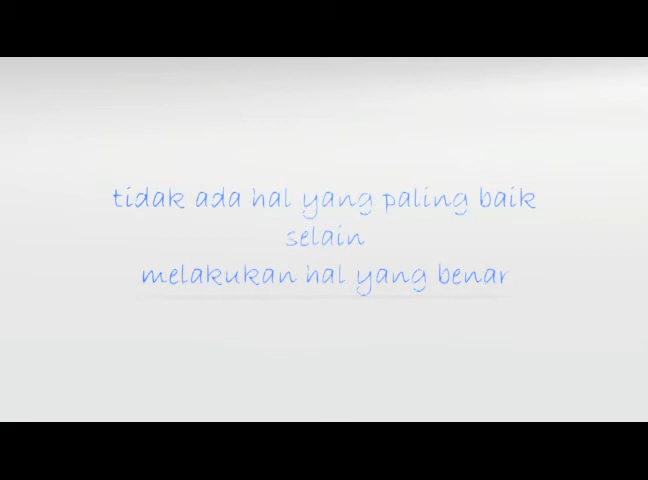 tidak ada hal yang paling baik
selain
melakukan hal yang benar